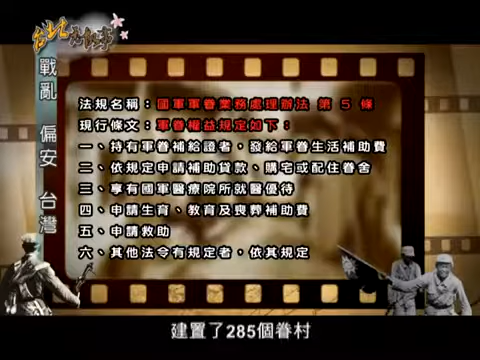 台北大故事
戰亂 偏安 台灣
法規名稱：國軍軍眷業務處理辦法 第 5 條
現行條文：軍眷權益規定如下：
一、持有軍眷補給證者，發給軍眷生活補助費
二、依規定申請補助貸款、購宅或配住眷舍
三、享有國軍醫療院所就醫優待
四、申請生育、教育及喪葬補助費
五、申請救助
六、其他法令有規定者，依其規定
建置了285個眷村